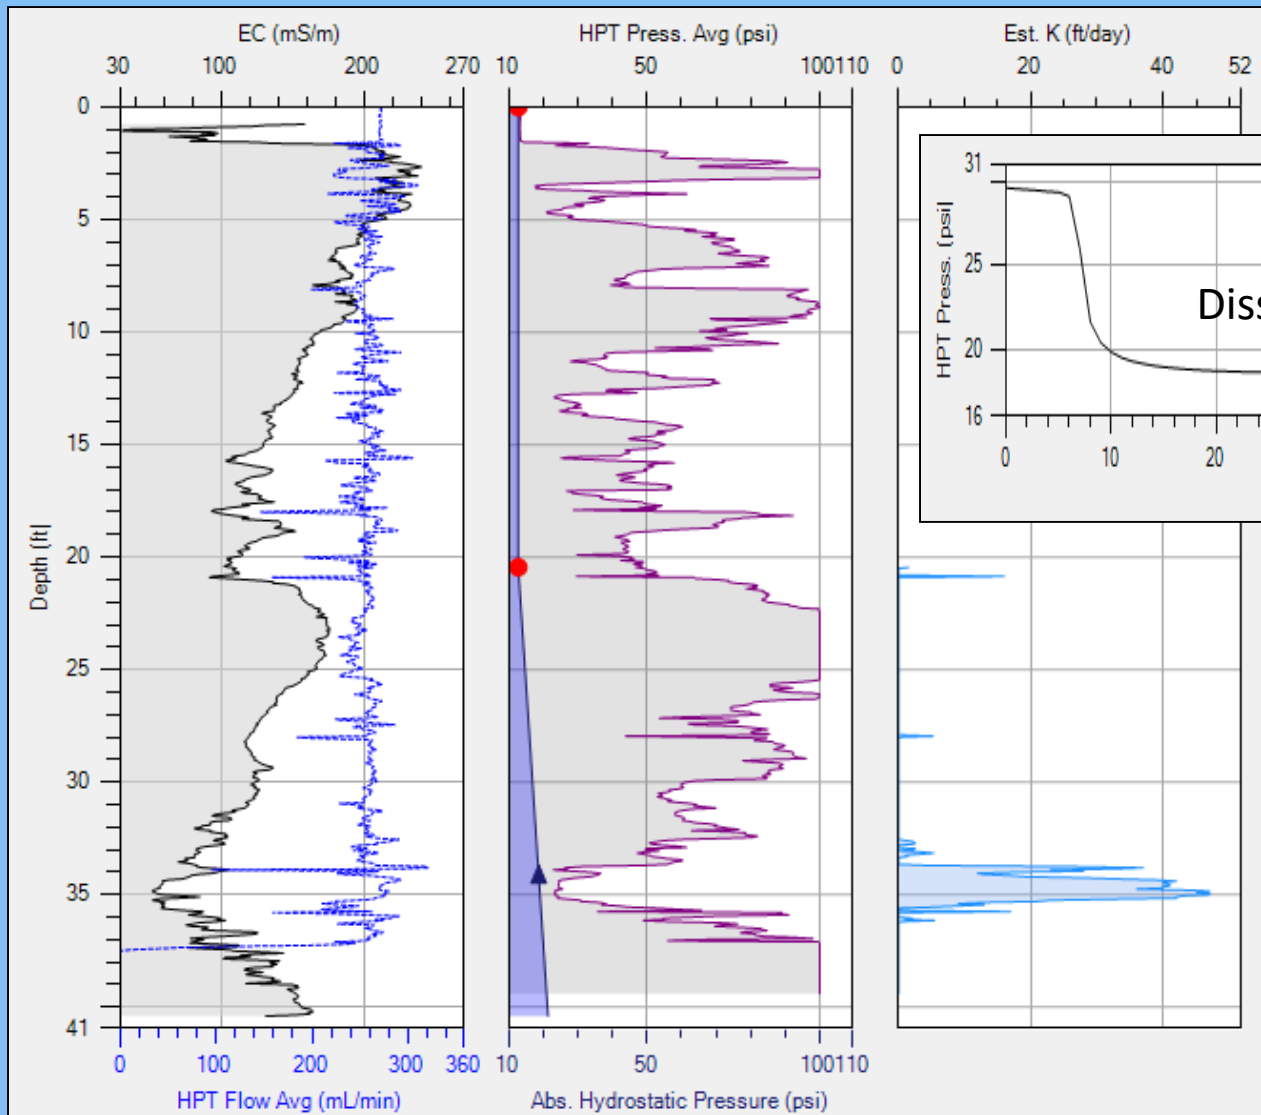 EC (mS/m)
HPT Press. Avg (psi)
Est. K (ft/day)
30 100 200 270
10 50 100110
0 20 40 52
0
5
10
15
20
25
30
35
41
Depth (ft)
0 100 200 300 360
HPT Flow Avg (mL/min)
10 50 100110
Abs. Hydrostatic Pressure (psi)
31
25
20
16
HPT Press. (psi)
Diss
0 10 20